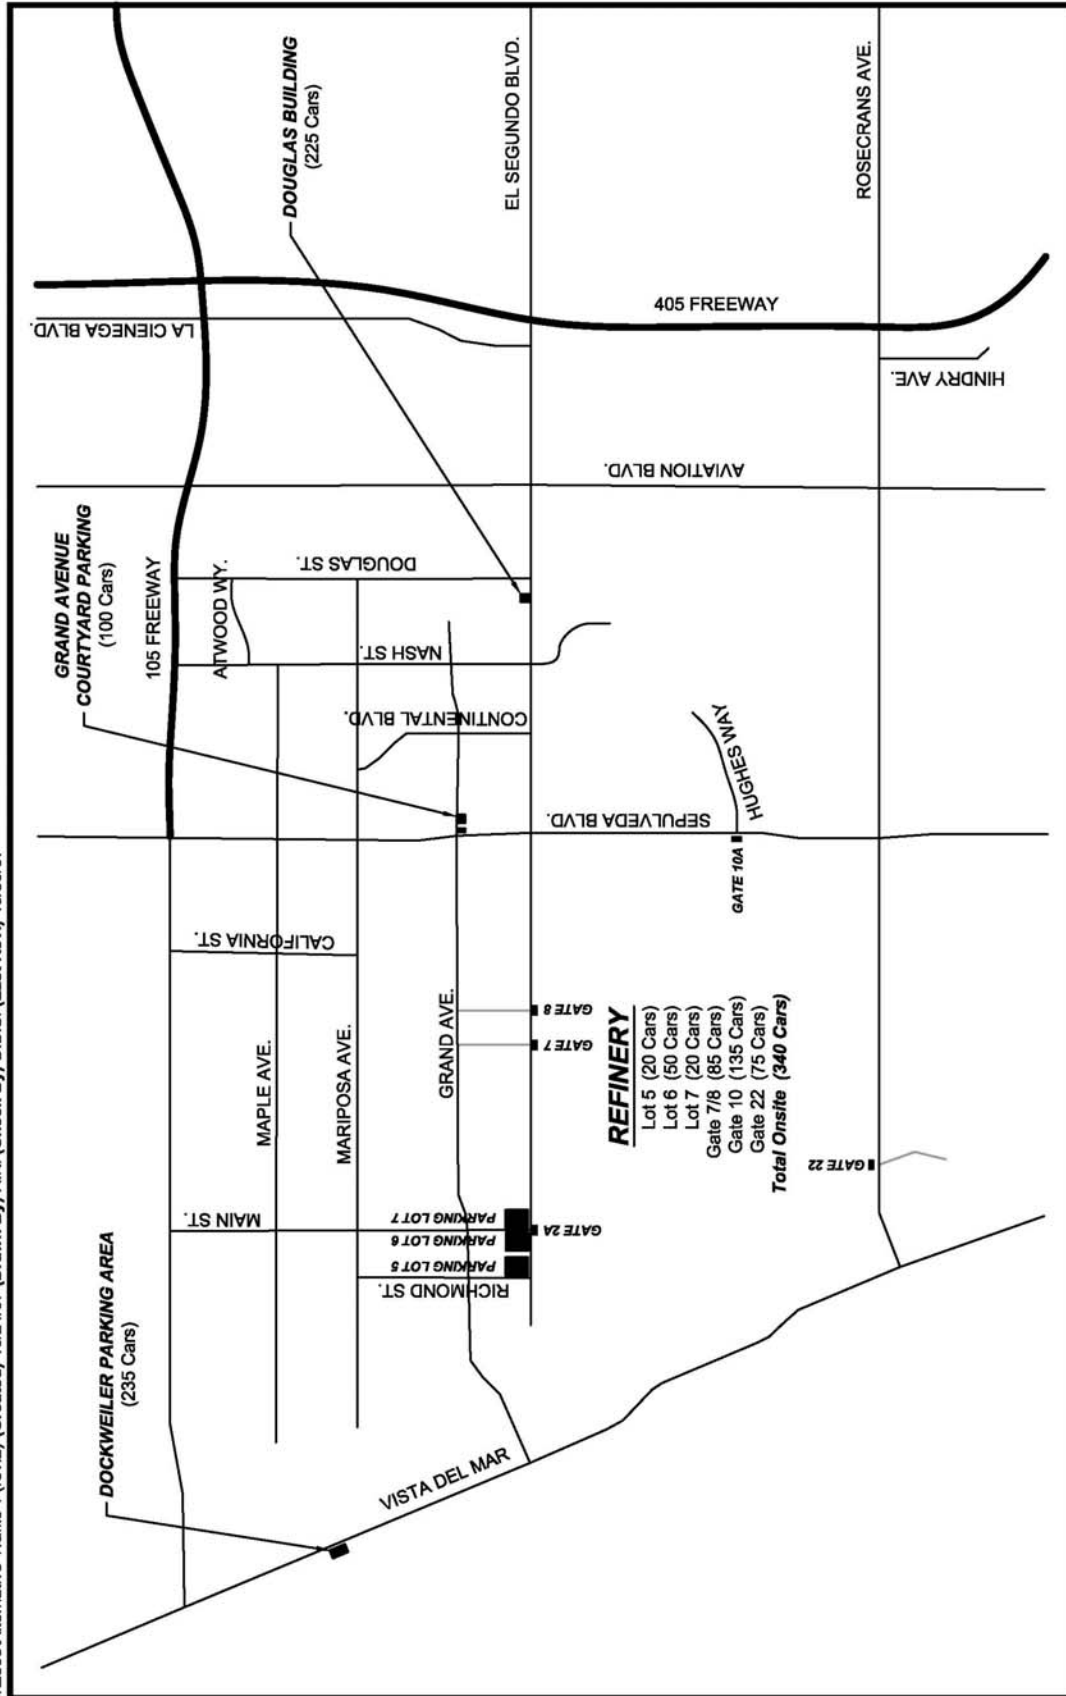 DOCKWEILER PARKING AREA
(235 Cars)
GRAND AVENUE
COURTYARD PARKING
(100 Cars)
DOUGLAS BUILDING
(225 Cars)
105 FREEWAY
LA CIENEGA BLVD.
ATWOOD WY.
DOUGLAS ST.
NASH ST.
CONTINENTAL BLVD.
CALIFORNIA ST.
MAIN ST.
MAPLE AVE.
MARIPOSA AVE.
GRAND AVE.
RICHMOND ST.
PARKING LOT 5
PARKING LOT 6
PARKING LOT 7
EL SEGUNDO BLVD.
VISTA DEL MAR
GATE 2A
GATE 7
GATE 8
SEPULVEDA BLVD.
AVIATION BLVD.
405 FREEWAY
HUGHES WAY
GATE 10A
REFINERY
Lot 5 (20 Cars)
Lot 6 (50 Cars)
Lot 7 (20 Cars)
Gate 7/8 (85 Cars)
Gate 10 (135 Cars)
Gate 22 (75 Cars)
Total Onsite (340 Cars)
GATE 22
ROSECRANS AVE.
HINDRY AVE.